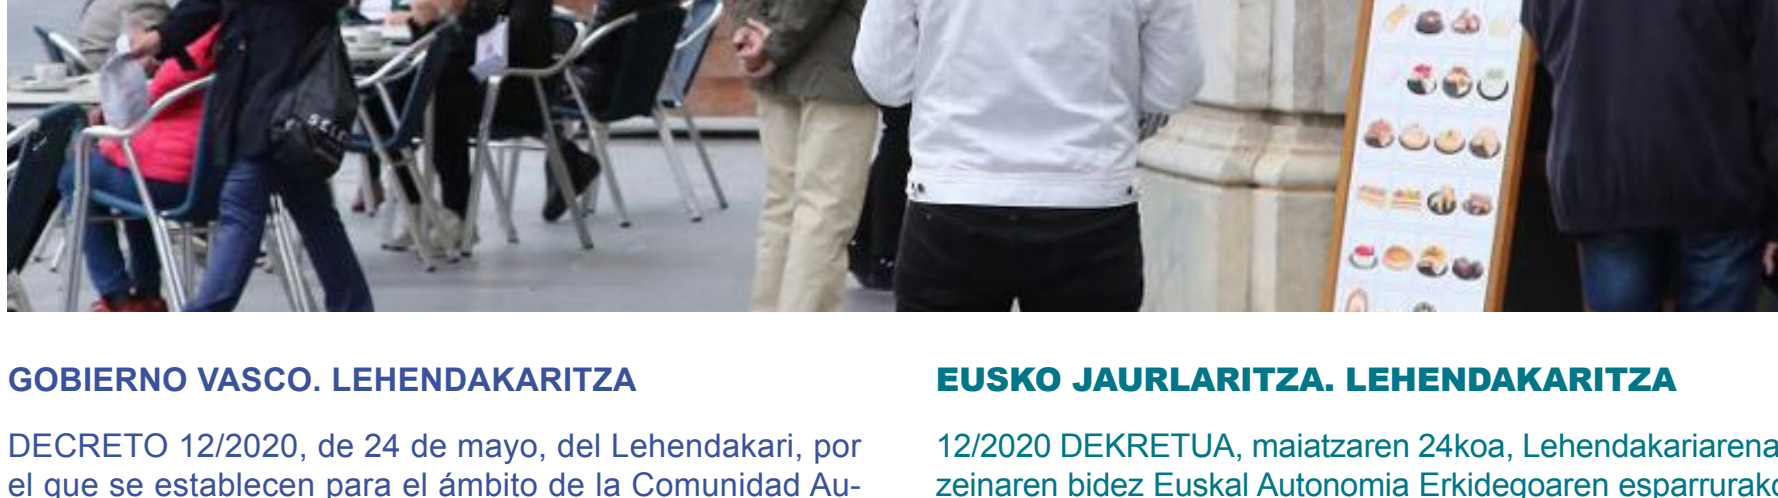 GOBIERNO VASCO. LEHENDAKARITZA
DECRETO 12/2020, de 24 de mayo, del Lehendakari, por
el que se establecen para el ámbito de la Comunidad Au-
EUSKO JAURLARITZA. LEHENDAKARITZA
12/2020 DEKRETUA, maiatzaren 24koa, Lehendakariarena
zeinaren bidez Euskal Autonomia Erkidegoaren esparrurako